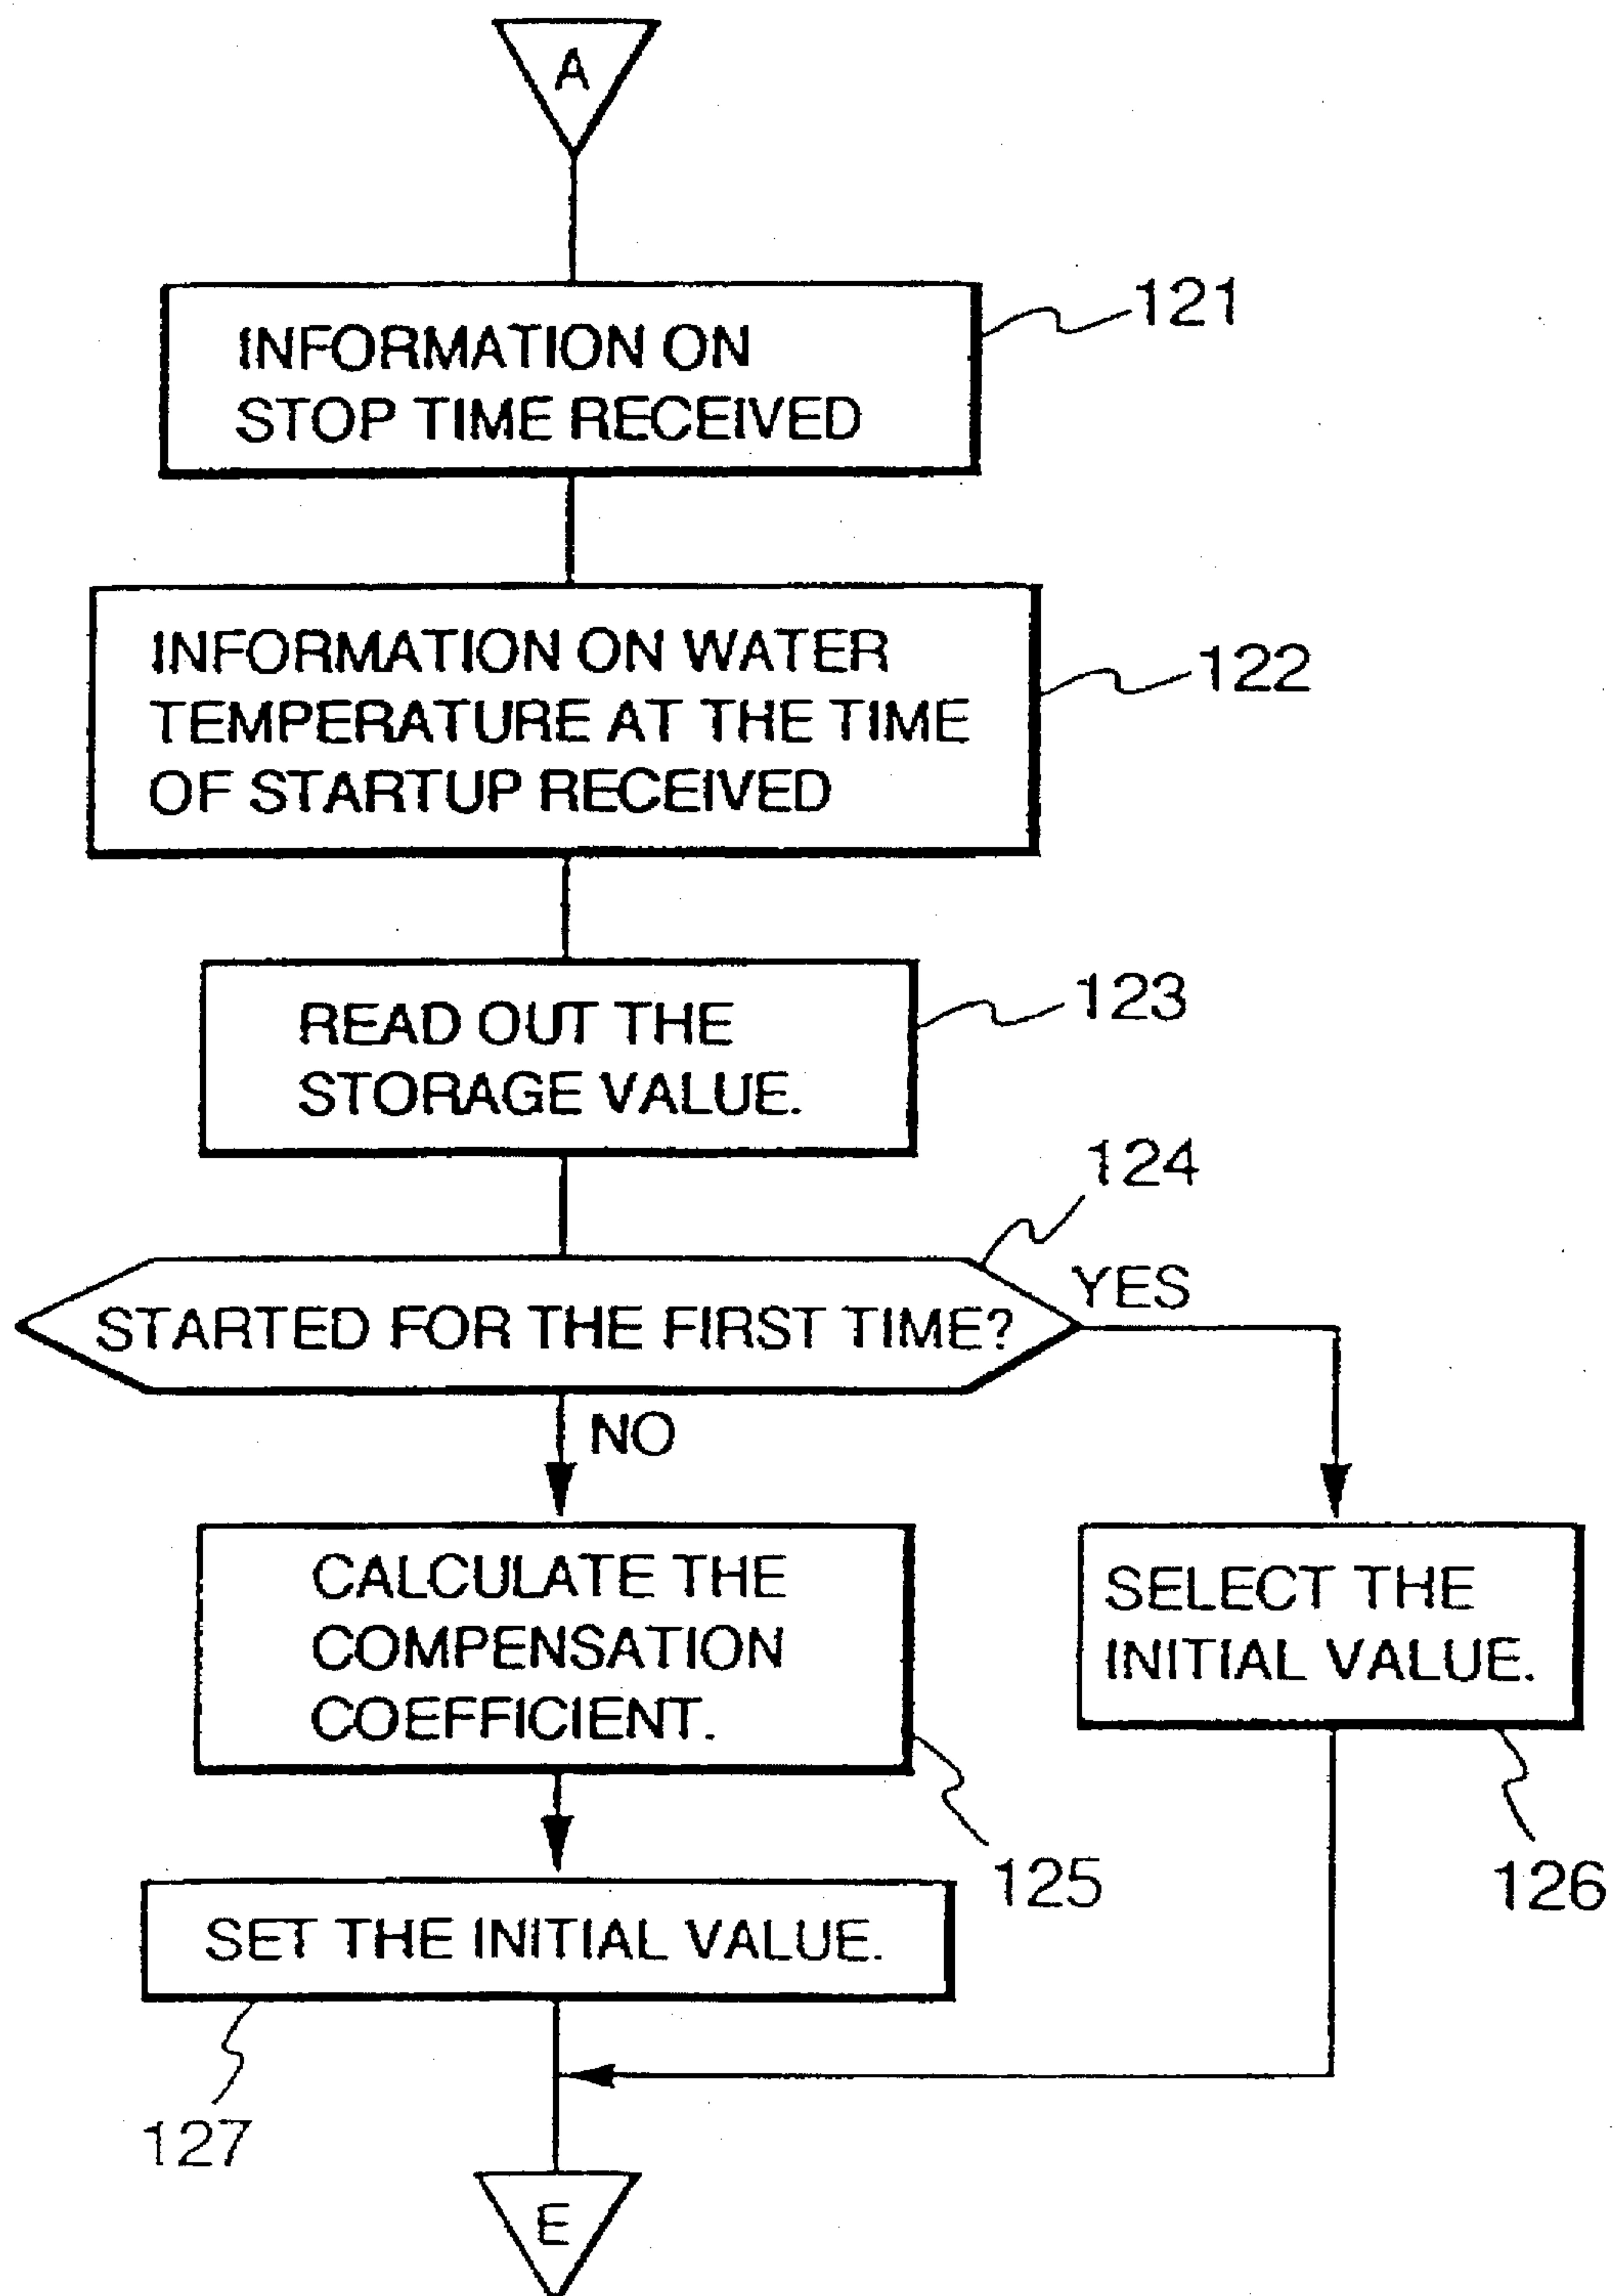 A
INFORMATION ON
STOP TIME RECEIVED
121
INFORMATION ON WATER
TEMPERATURE AT THE TIME
OF STARTUP RECEIVED
122
READ OUT THE
STORAGE VALUE.
123
124
STARTED FOR THE FIRST TIME?
YES
NO
CALCULATE THE
COMPENSATION
COEFFICIENT.
125
SELECT THE
INITIAL VALUE.
126
SET THE INITIAL VALUE.
127
E